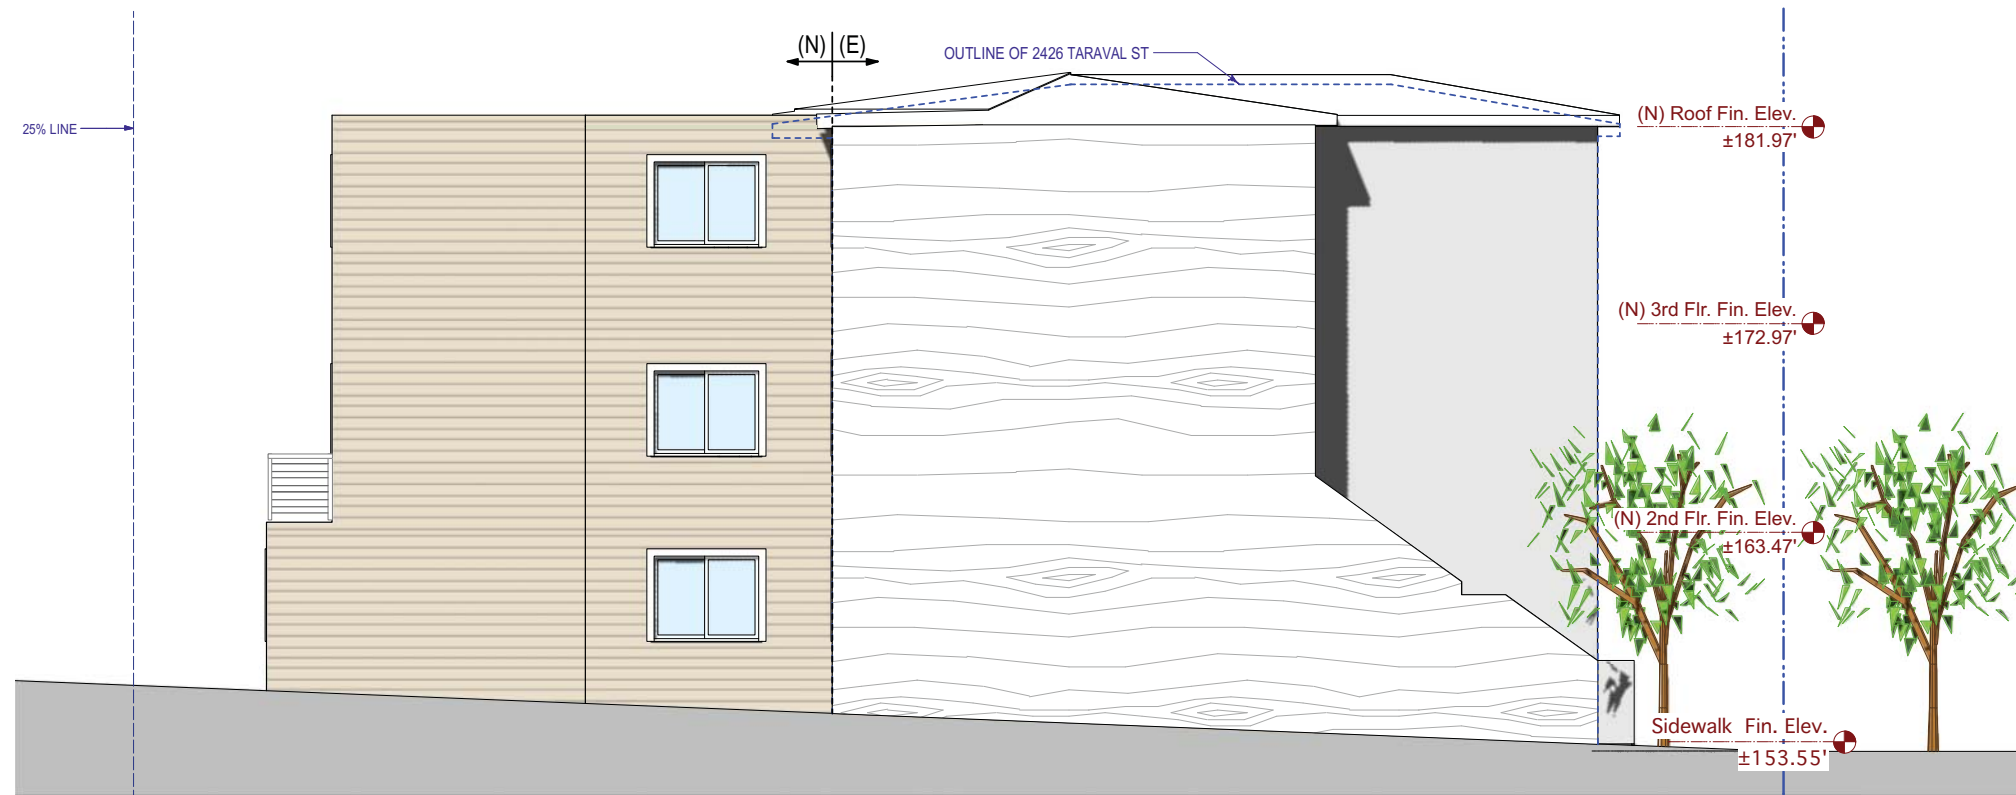 (N) (E)
OUTLINE OF 2426 TARAVAL ST
25% LINE
(N) Roof Fin. Elev.
±181.97'
(N) 3rd Flr. Fin. Elev.
±172.97'
(N) 2nd Flr. Fin. Elev.
±163.47'
Sidewalk Fin. Elev.
±153.55'